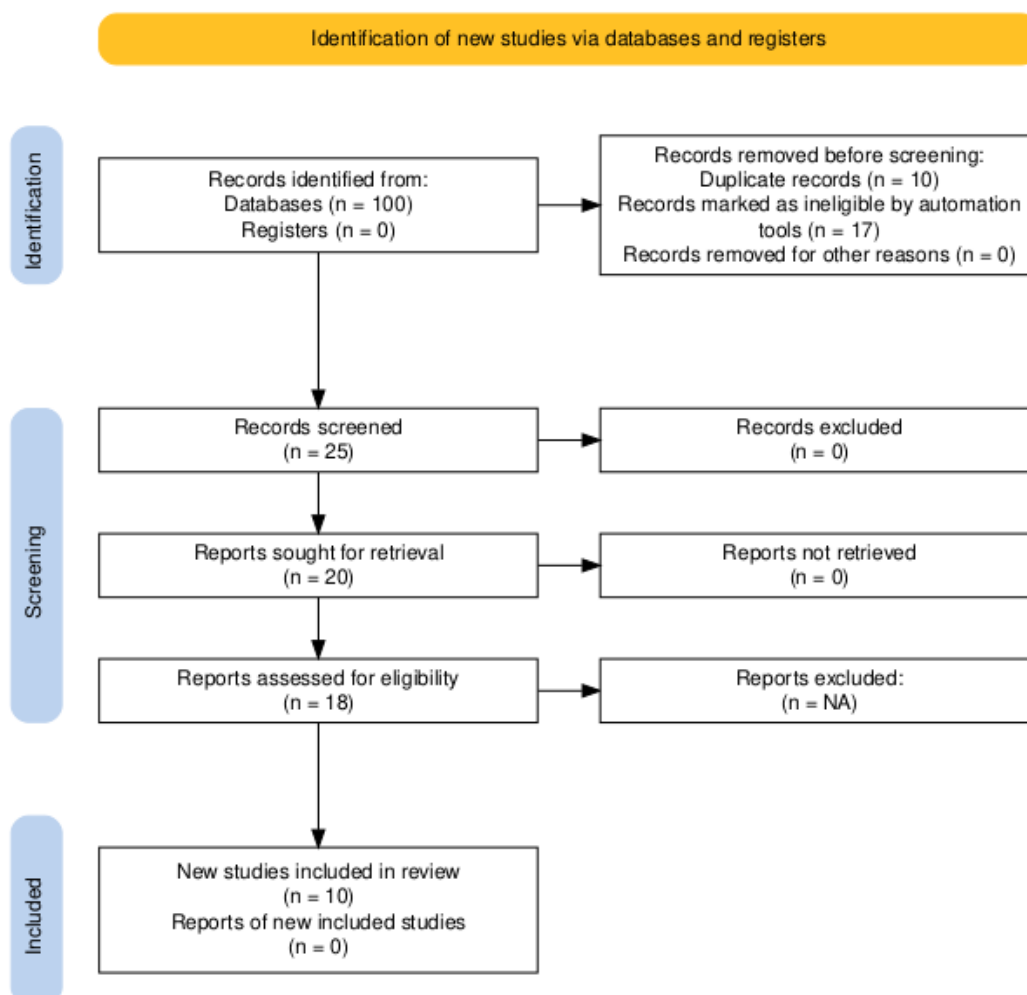 Identification of new studies via databases and registers
Identification
Records identified from:
Databases (n = 100)
Registers (n = 0)
Records removed before screening:
Duplicate records (n = 10)
Records marked as ineligible by automation
tools (n = 17)
Records removed for other reasons (n = 0)
Screening
Records screened
(n = 25)
Records excluded
(n = 0)
Reports sought for retrieval
(n = 20)
Reports not retrieved
(n = 0)
Reports assessed for eligibility
(n = 18)
Reports excluded:
(n = NA)
Included
New studies included in review
(n = 10)
Reports of new included studies
(n = 0)